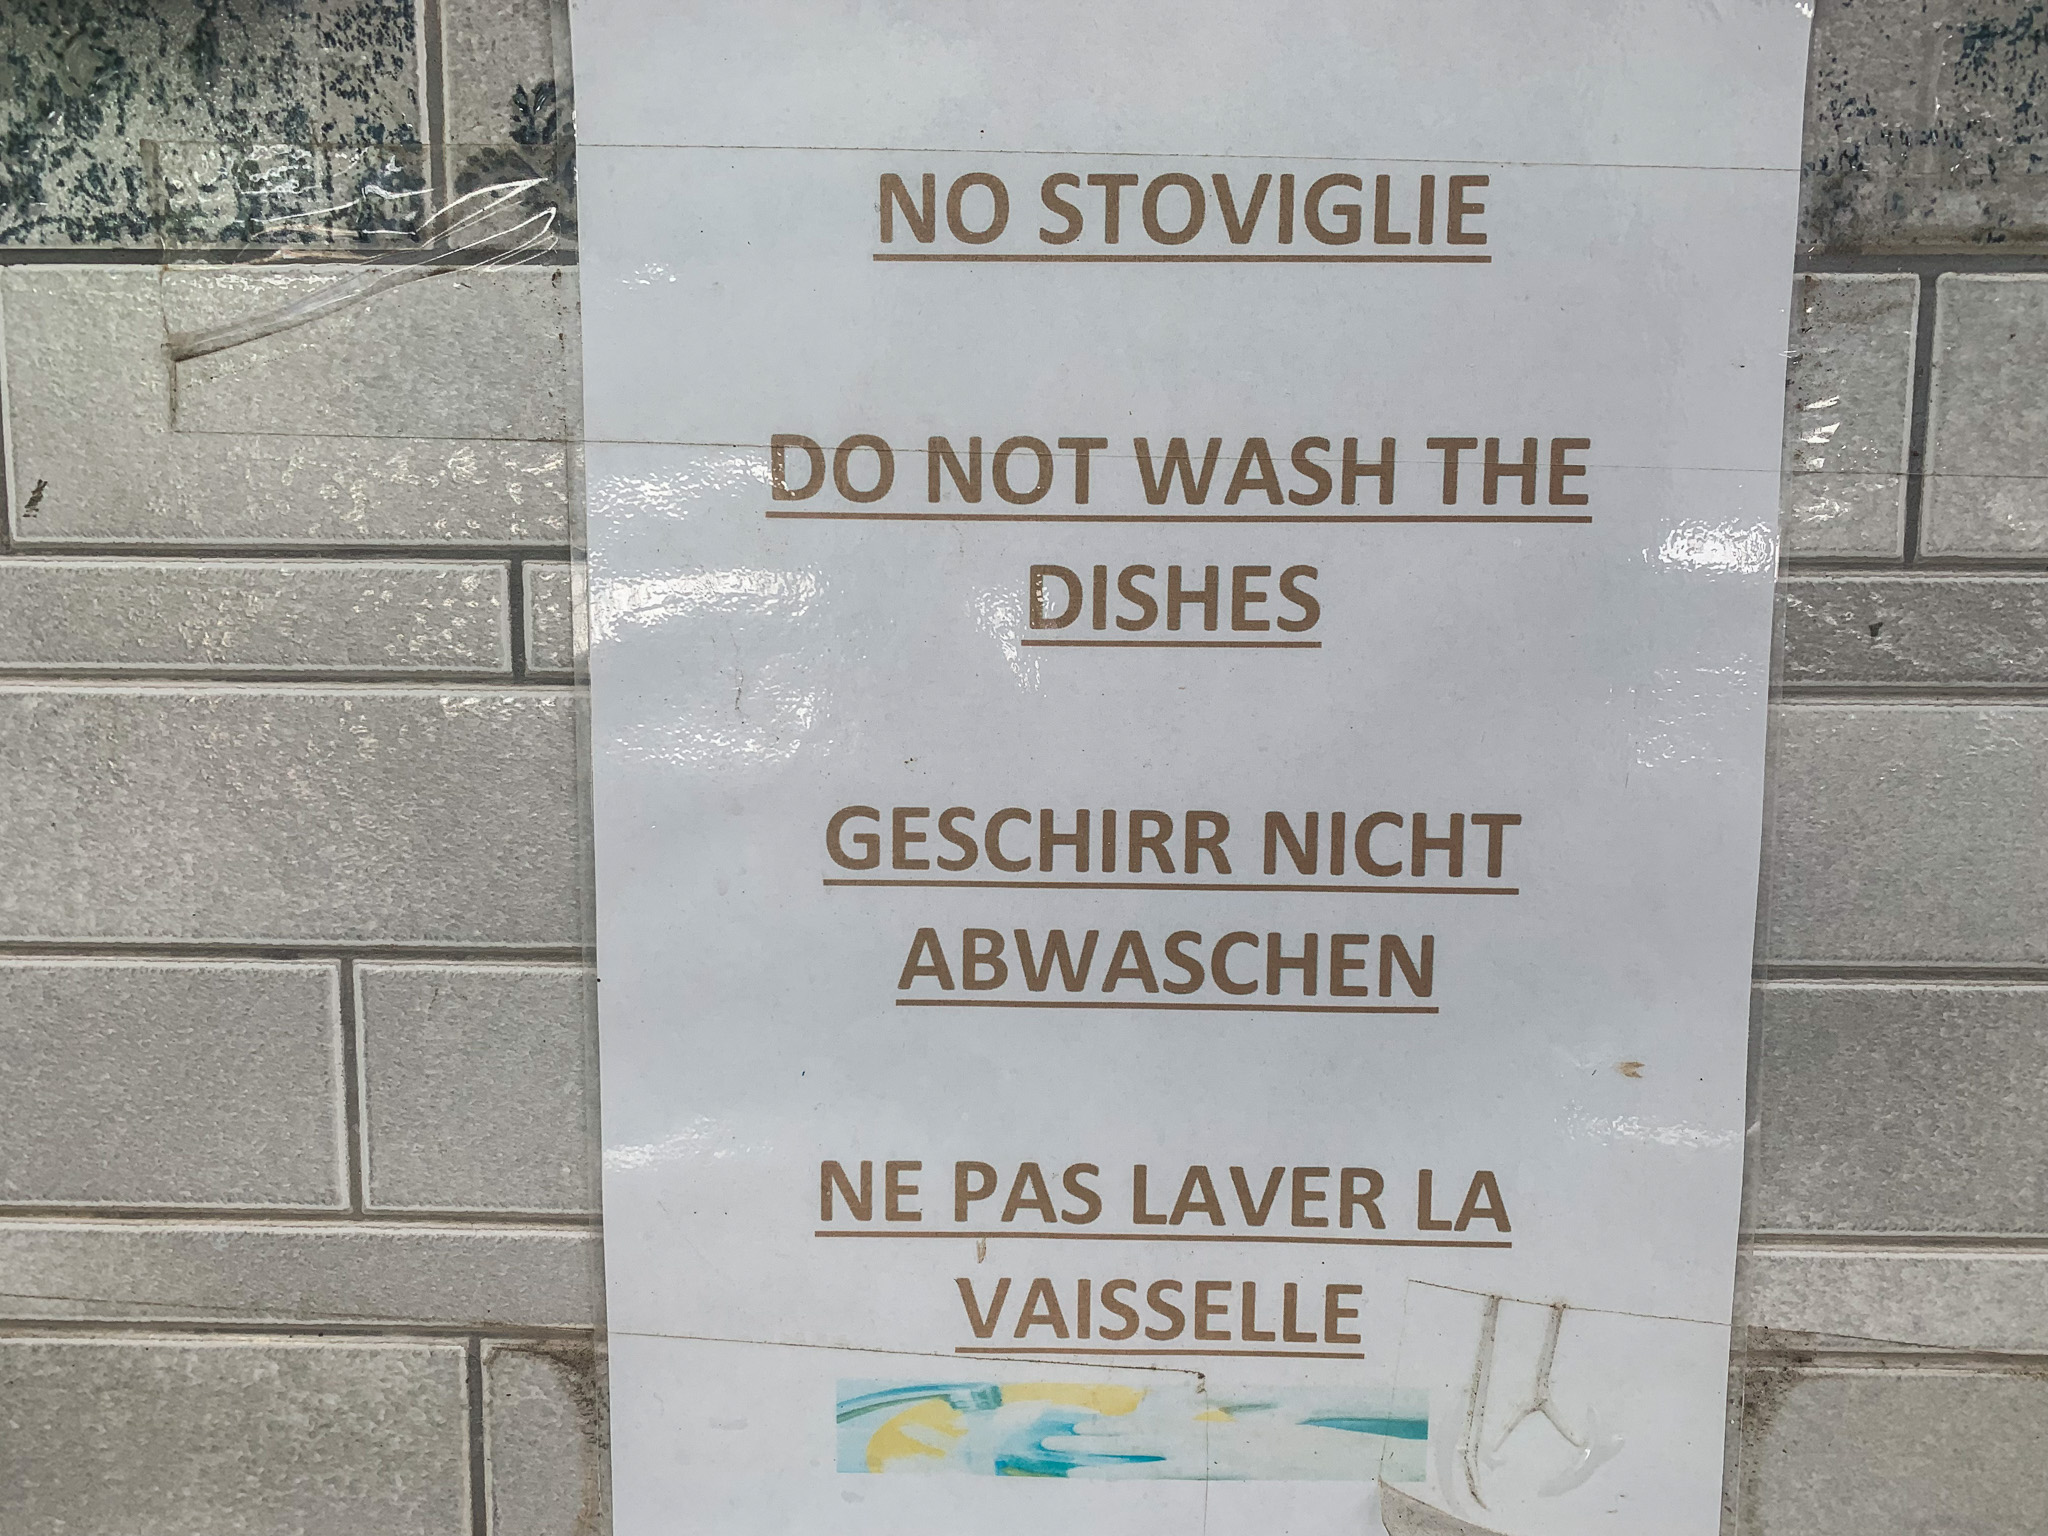 NO STOVIGLIE
DO NOT WASH THE
DISHES
GESCHIRR NICHT
ABWASCHEN
NE PAS LAVER LA
VAISSELLE